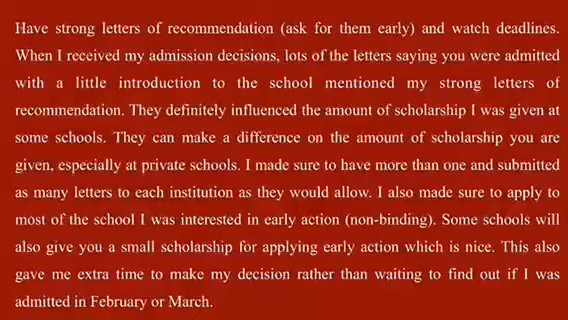 Have strong letters of recommendation (ask for them early) and watch deadlines.
When I received my admission decisions, lots of the letters saying you were admitted
with a little introduction to the school mentioned my strong letters of
recommendation. They definitely influenced the amount of scholarship I was given at
some schools. They can make a difference on the amount of scholarship you are
given, especially at private schools. I made sure to have more than one and submitted
as many letters to each institution as they would allow. I also made sure to apply to
most of the school I was interested in early action (non-binding). Some schools will
also give you a small scholarship for applying early action which is nice. This also
gave me extra time to make my decision rather than waiting to find out if I was
admitted in February or March.